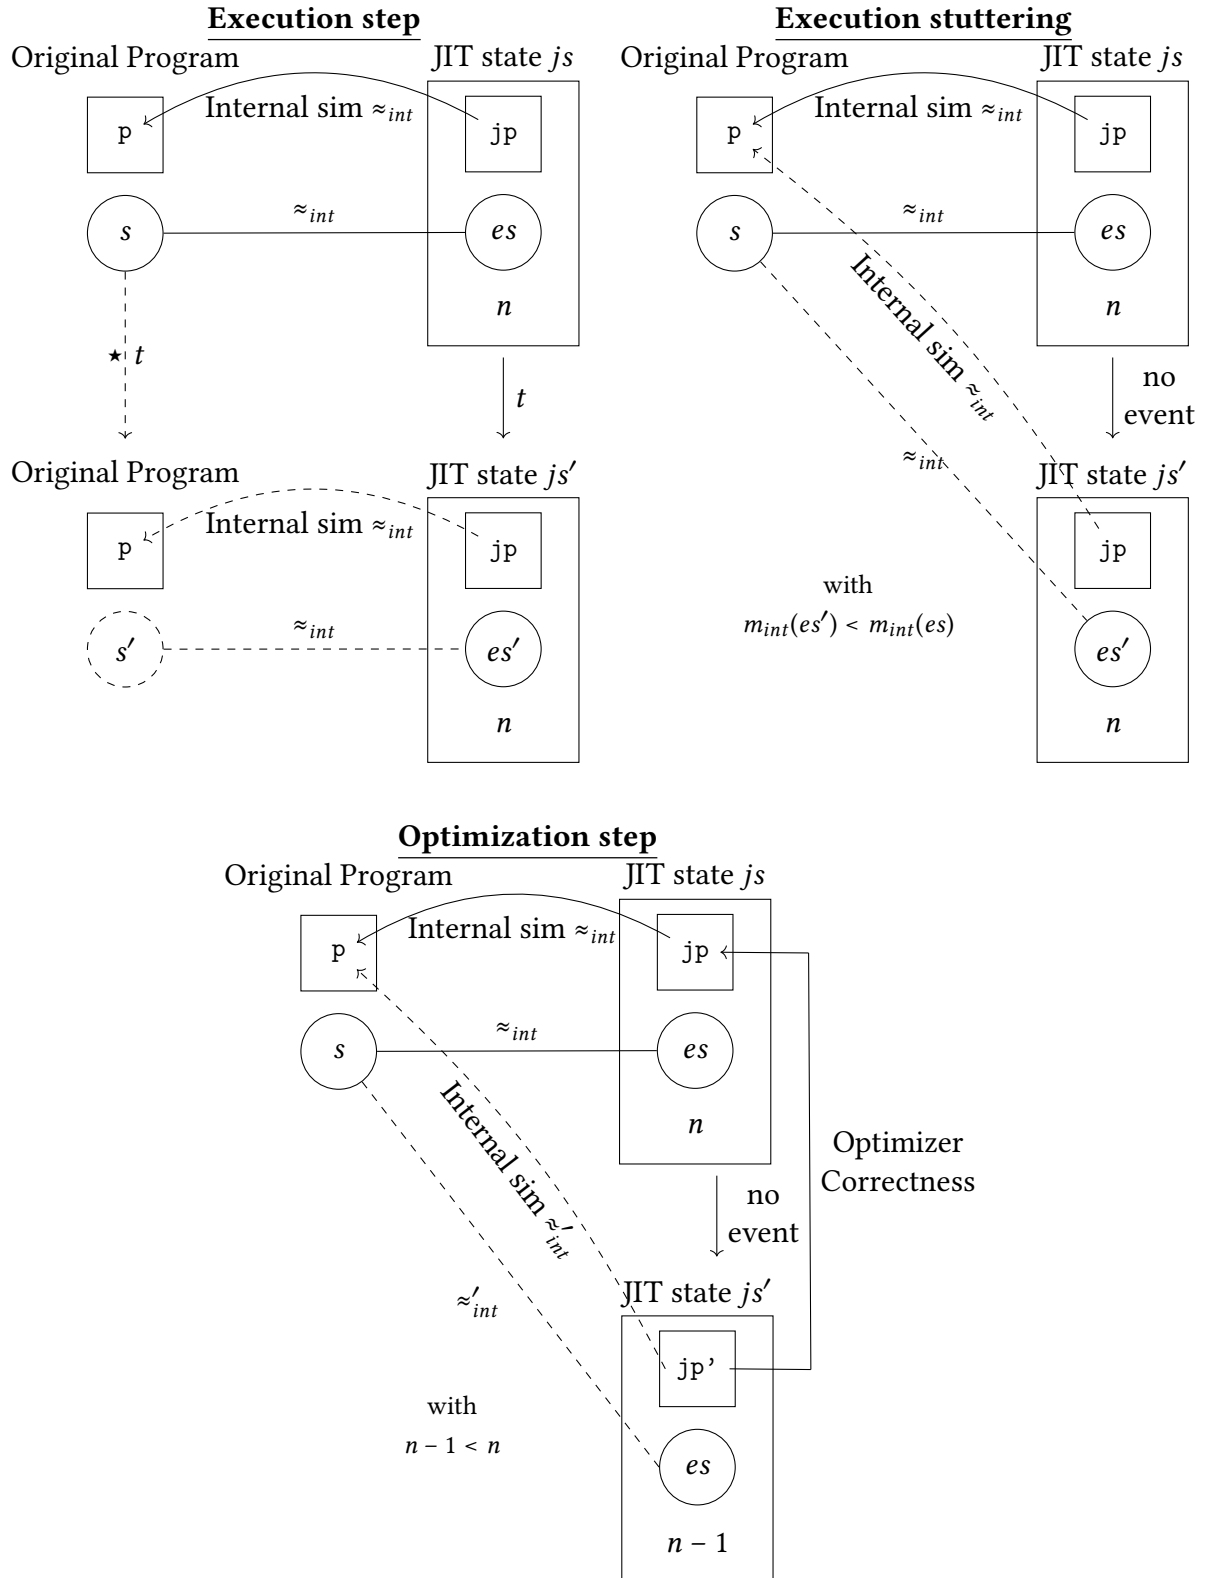 Execution step
Original Program
JIT state js
p
Internal sim ≈int
jp
s
≈int
es
n
★ t
t
Original Program
JIT state js′
p
Internal sim ≈int
jp
s′
≈int
es′
n
Execution stuttering
Original Program
JIT state js
p
Internal sim ≈int
jp
s
≈int
es
n
Internal sim ≈int
no
event
≈int
JIT state js′
jp
with
mint(es′) < mint(es)
es′
n
Optimization step
Original Program
JIT state js
p
Internal sim ≈int
jp
s
≈int
es
n
Internal sim ≈′int
Optimizer
Correctness
no
event
≈′int
JIT state js′
jp'
with
n − 1 < n
es
n − 1